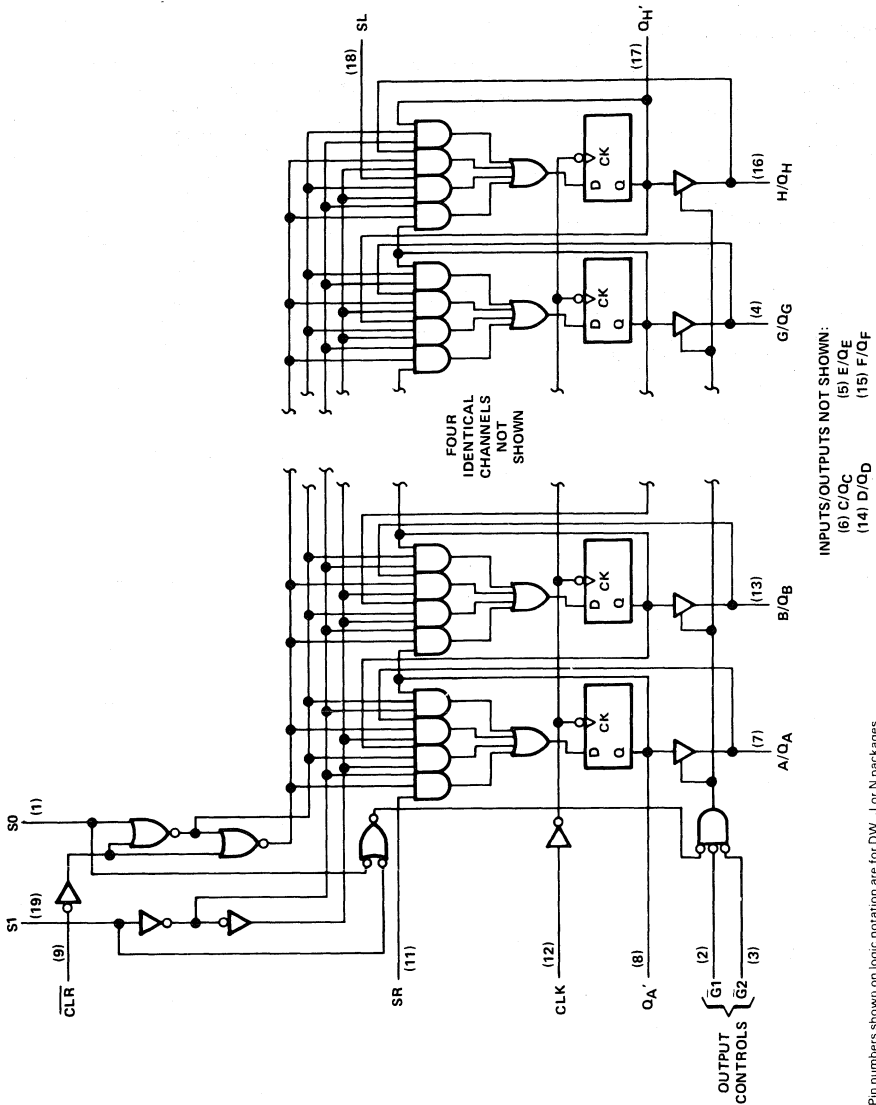 S1
(19)
S0
(1)
CLR
(9)
SL
(18)
SR
(11)
CLK
(12)
QA'
(8)
QH'
(17)
OUTPUT
CONTROLS
G1
(2)
G2
(3)
FOUR
IDENTICAL
CHANNELS
NOT
SHOWN
CK
D Q
CK
D Q
CK
D Q
CK
D Q
(7)
A/QA
(13)
B/QB
(4)
G/QG
(16)
H/QH
INPUTS/OUTPUTS NOT SHOWN:
(6) C/QC (5) E/QE
(14) D/QD (15) F/QF
Pin numbers shown on logic notation are for DW, J or N packages